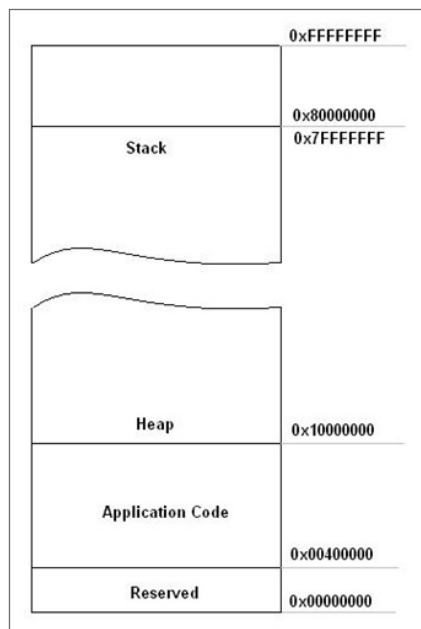 0xFFFFFFFF
0x80000000
0x7FFFFFFF
Stack
Heap
0x10000000
Application Code
0x00400000
Reserved
0x00000000